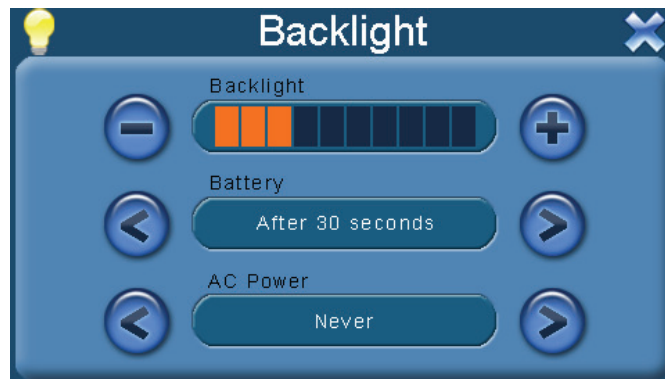 Backlight
Backlight
Battery
After 30 seconds
AC Power
Never